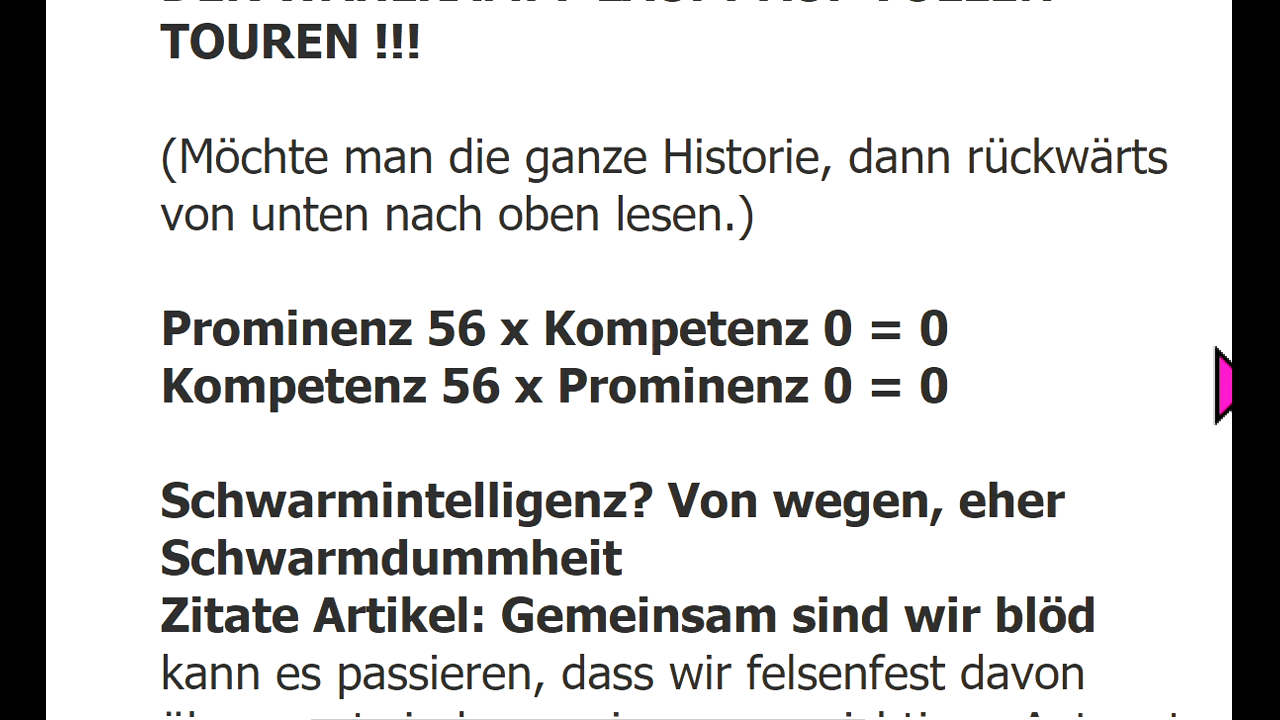 TOUREN !!!
(Möchte man die ganze Historie, dann rückwärts
von unten nach oben lesen.)
Prominenz 56 x Kompetenz 0 = 0
Kompetenz 56 x Prominenz 0 = 0
Schwarmintelligenz? Von wegen, eher
Schwarmdummheit
Zitate Artikel: Gemeinsam sind wir blöd
kann es passieren, dass wir felsenfest davon